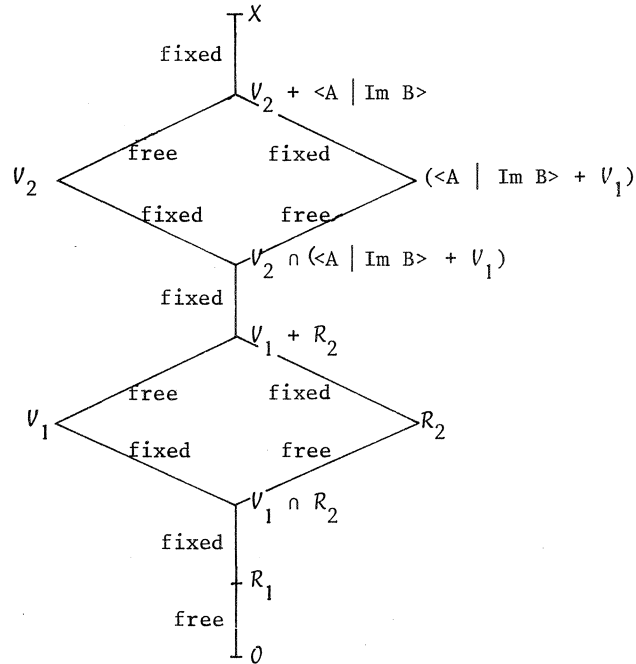 X
fixed
V₂ + <A | Im B>
free fixed
V₂ (<A | Im B> + V₁)
fixed free
V₂ ∩ (<A | Im B> + V₁)
fixed
V₁ + R₂
free fixed
V₁ R₂
fixed free
V₁ ∩ R₂
fixed
R₁
free
0